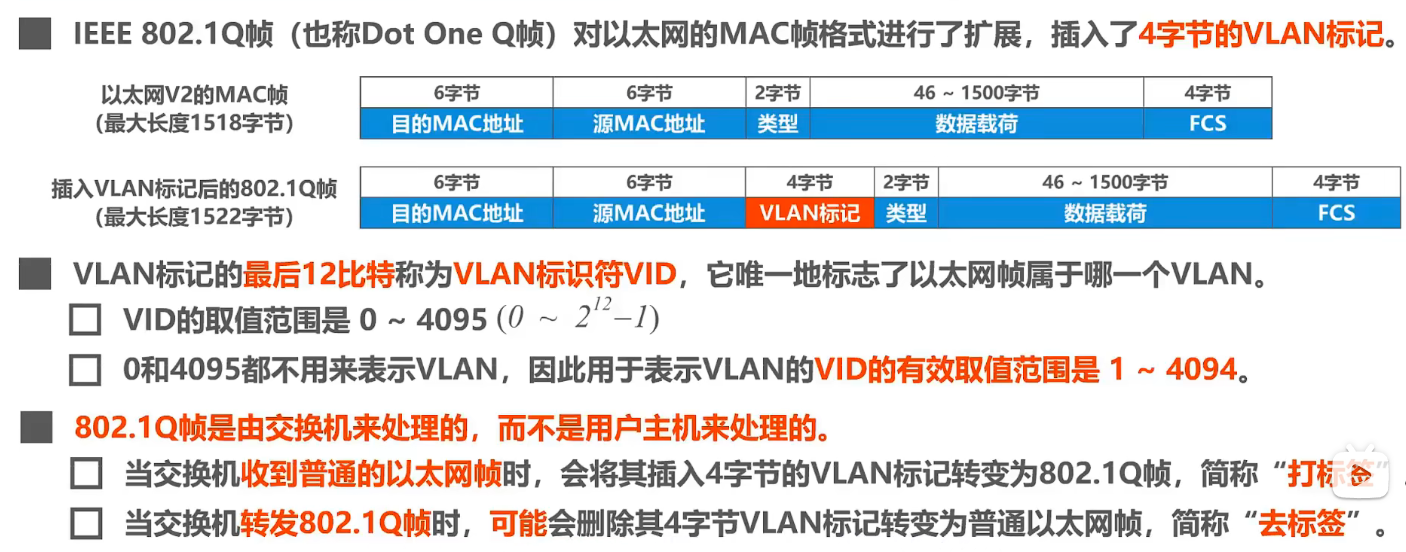 IEEE 802.1Q帧（也称Dot One Q帧）对以太网的MAC帧格式进行了扩展，插入了4字节的VLAN标记。
以太网V2的MAC帧
（最大长度1518字节）
6字节 6字节 2字节 46 ~ 1500字节 4字节
目的MAC地址 源MAC地址 类型 数据载荷 FCS
插入VLAN标记后的802.1Q帧
（最大长度1522字节）
6字节 6字节 4字节 2字节 46 ~ 1500字节 4字节
目的MAC地址 源MAC地址 VLAN标记 类型 数据载荷 FCS
VLAN标记的最后12比特称为VLAN标识符VID，它唯一地标志了以太网帧属于哪一个VLAN。
VID的取值范围是 0 ~ 4095 (0 ~ 2¹²−1)
0和4095都不用来表示VLAN，因此用于表示VLAN的VID的有效取值范围是 1 ~ 4094。
802.1Q帧是由交换机来处理的，而不是用户主机来处理的。
当交换机收到普通的以太网帧时，会将其插入4字节的VLAN标记转变为802.1Q帧，简称“打标签”。
当交换机转发802.1Q帧时，可能会删除其4字节VLAN标记转变为普通以太网帧，简称“去标签”。